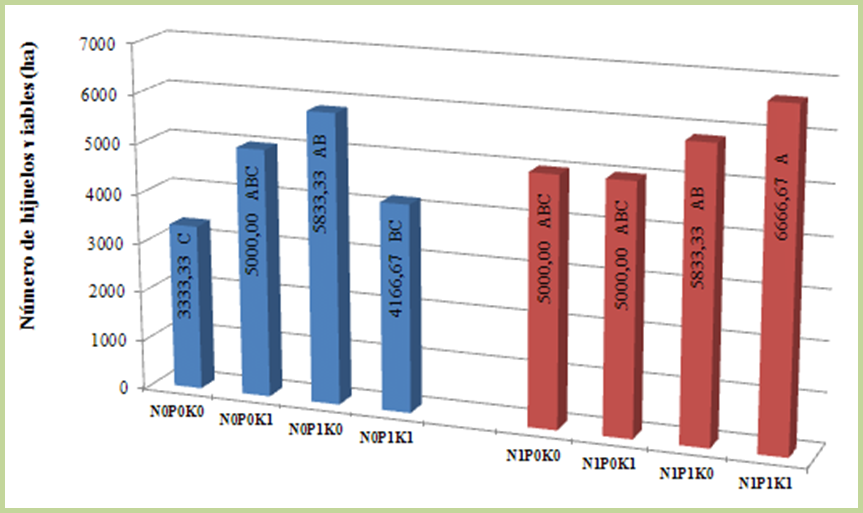 Número de hijuelos viables (ha)
7000
6000
5000
4000
3000
2000
1000
0
3333,33 C
5000,00 ABC
5833,33 AB
4166,67 BC
5000,00 ABC
5000,00 ABC
5833,33 AB
6666,67 A
N0P0K0
N0P0K1
N0P1K0
N0P1K1
N1P0K0
N1P0K1
N1P1K0
N1P1K1